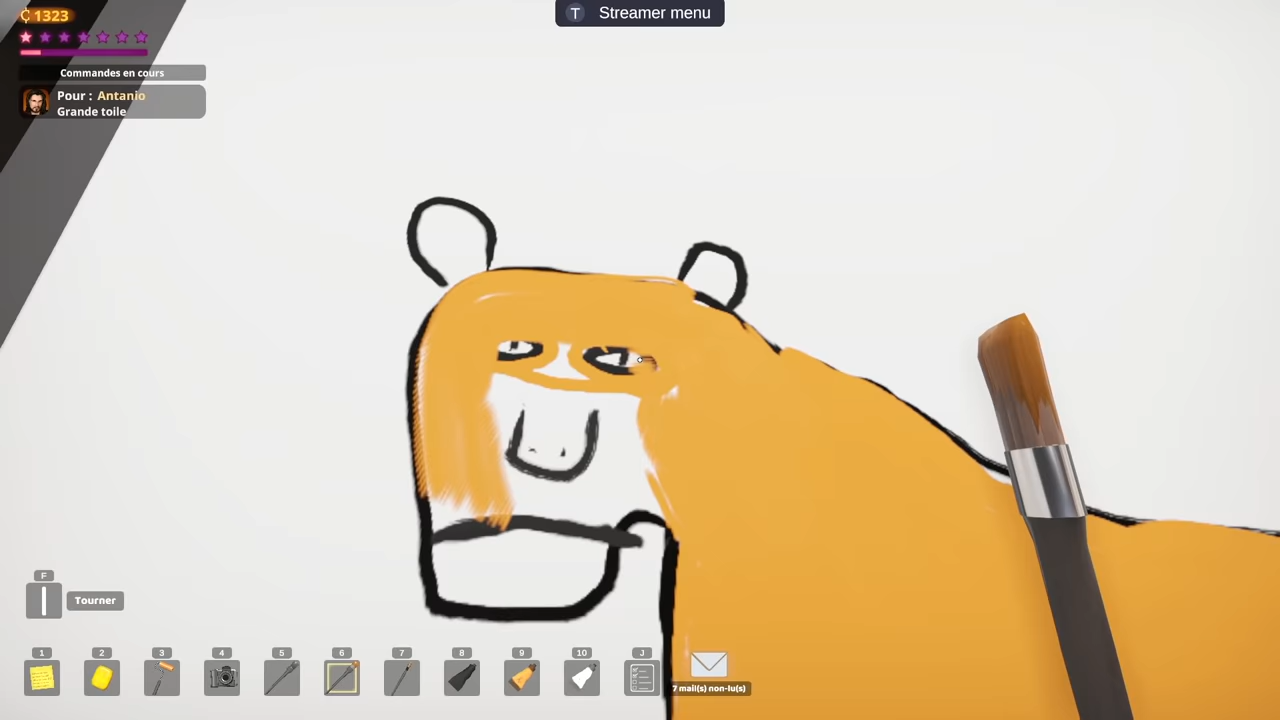 1323
T Streamer menu
Commandes en cours
Pour : Antanio
Grande toile
F
Tourner
1 2 3 4 5 6 7 8 9 10 J
7 mail(s) non-lu(s)